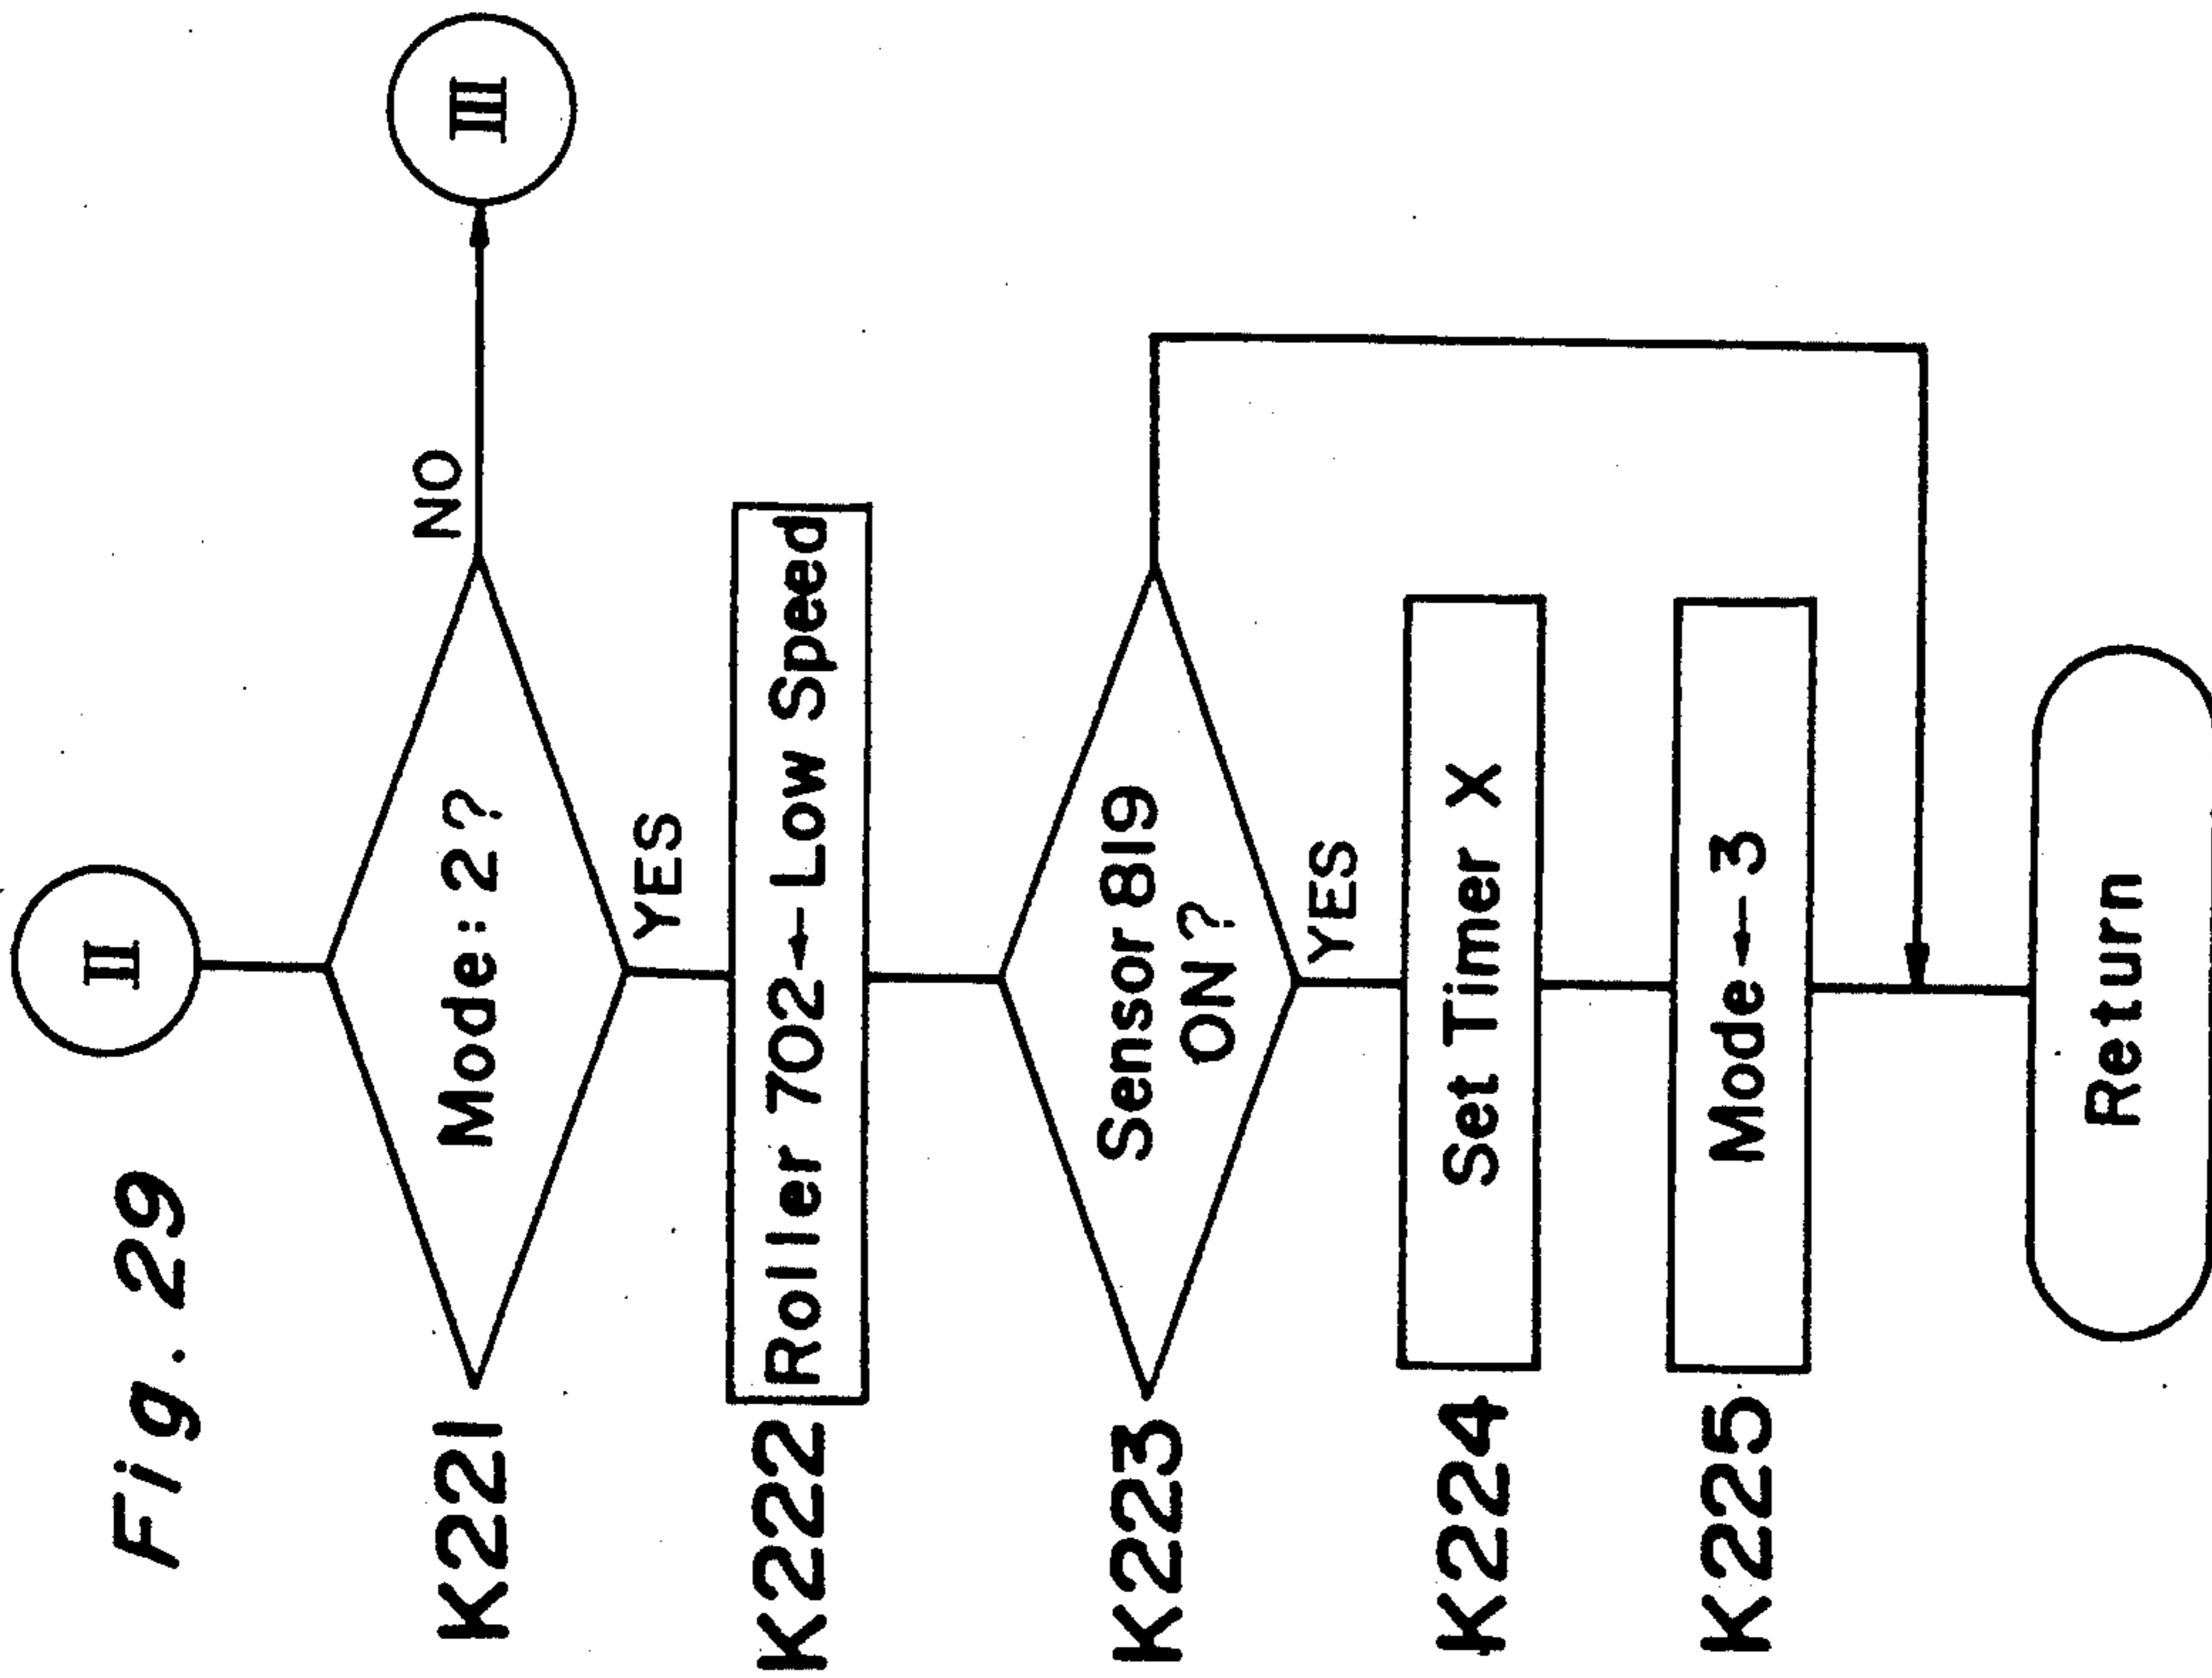 Fig. 29
II
K221
Mode: 2?
NO
III
YES
K222
Roller 702 ← Low Speed
K223
Sensor 819
ON?
YES
K224
Set Timer X
K225
Mode ← 3
Return